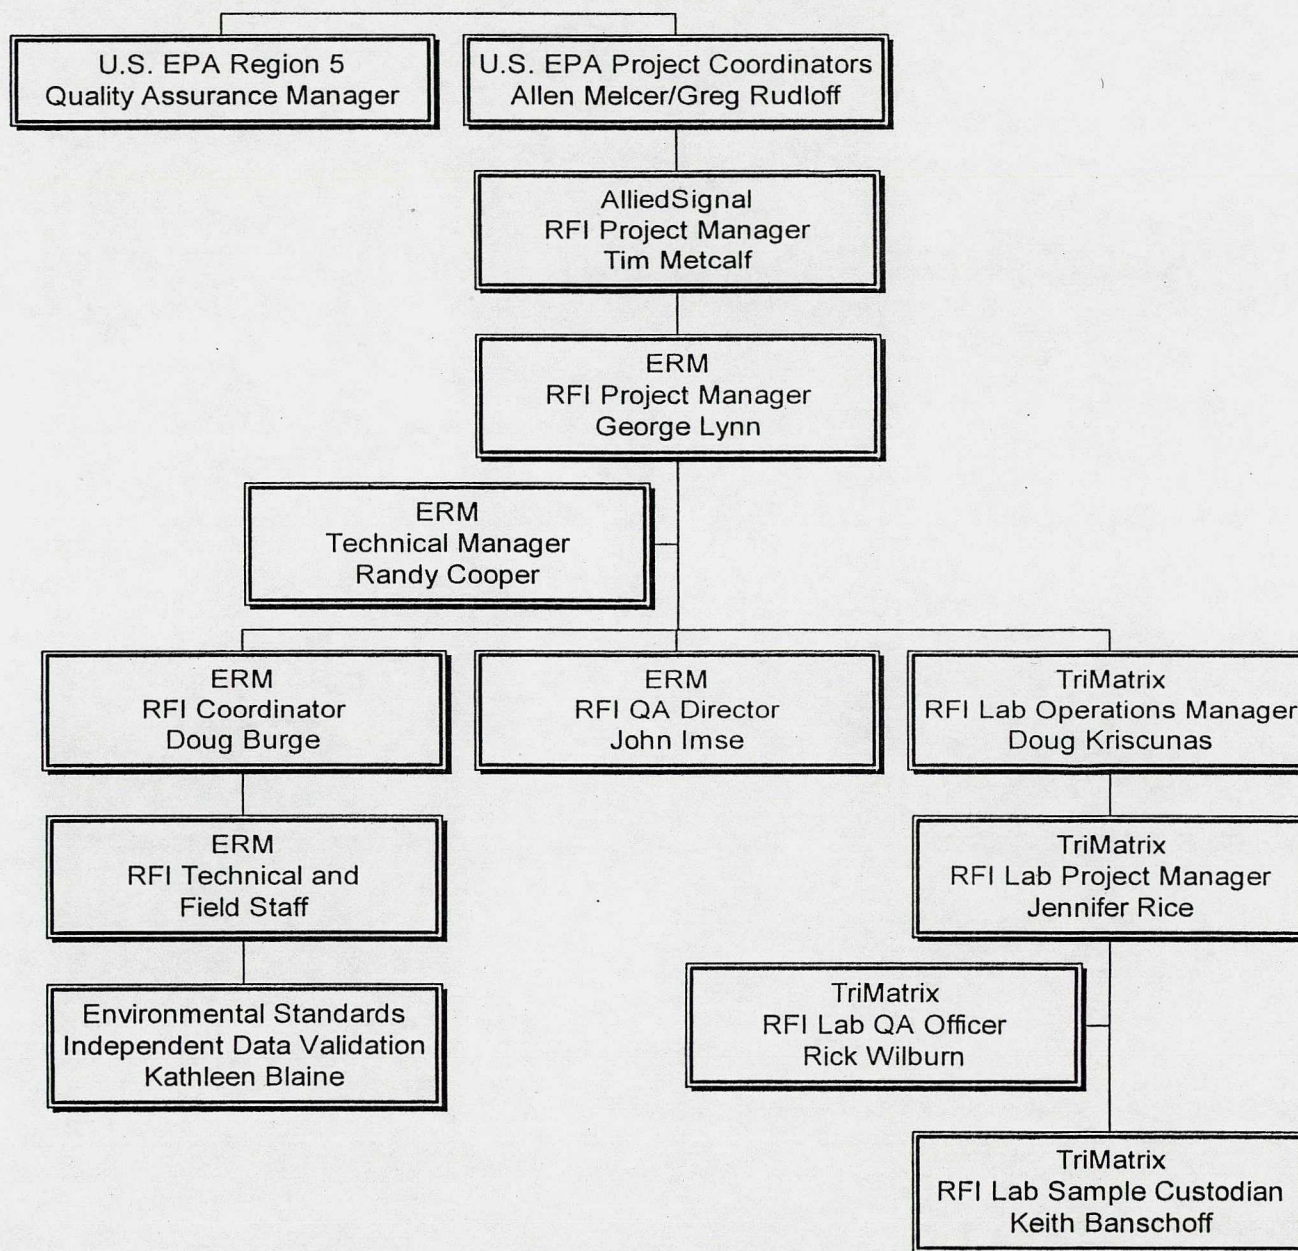 U.S. EPA Region 5
Quality Assurance Manager
U.S. EPA Project Coordinators
Allen Melcer/Greg Rudloff
AlliedSignal
RFI Project Manager
Tim Metcalf
ERM
RFI Project Manager
George Lynn
ERM
Technical Manager
Randy Cooper
ERM
RFI Coordinator
Doug Burge
ERM
RFI QA Director
John Imse
TriMatrix
RFI Lab Operations Manager
Doug Kriscunas
ERM
RFI Technical and
Field Staff
TriMatrix
RFI Lab Project Manager
Jennifer Rice
Environmental Standards
Independent Data Validation
Kathleen Blaine
TriMatrix
RFI Lab QA Officer
Rick Wilburn
TriMatrix
RFI Lab Sample Custodian
Keith Banschoff